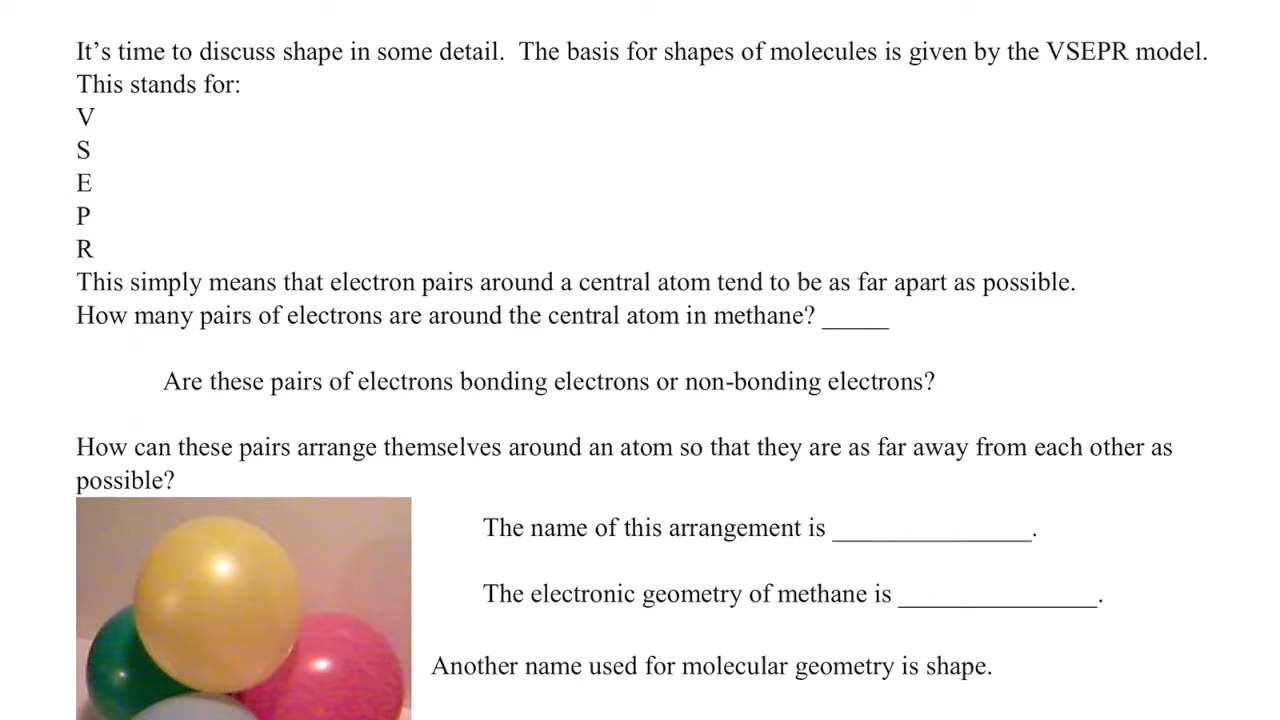 It’s time to discuss shape in some detail.  The basis for shapes of molecules is given by the VSEPR model.
This stands for:
V
S
E
P
R
This simply means that electron pairs around a central atom tend to be as far apart as possible.
How many pairs of electrons are around the central atom in methane? _____
Are these pairs of electrons bonding electrons or non-bonding electrons?
How can these pairs arrange themselves around an atom so that they are as far away from each other as
possible?
The name of this arrangement is _______________.
The electronic geometry of methane is _______________.
Another name used for molecular geometry is shape.